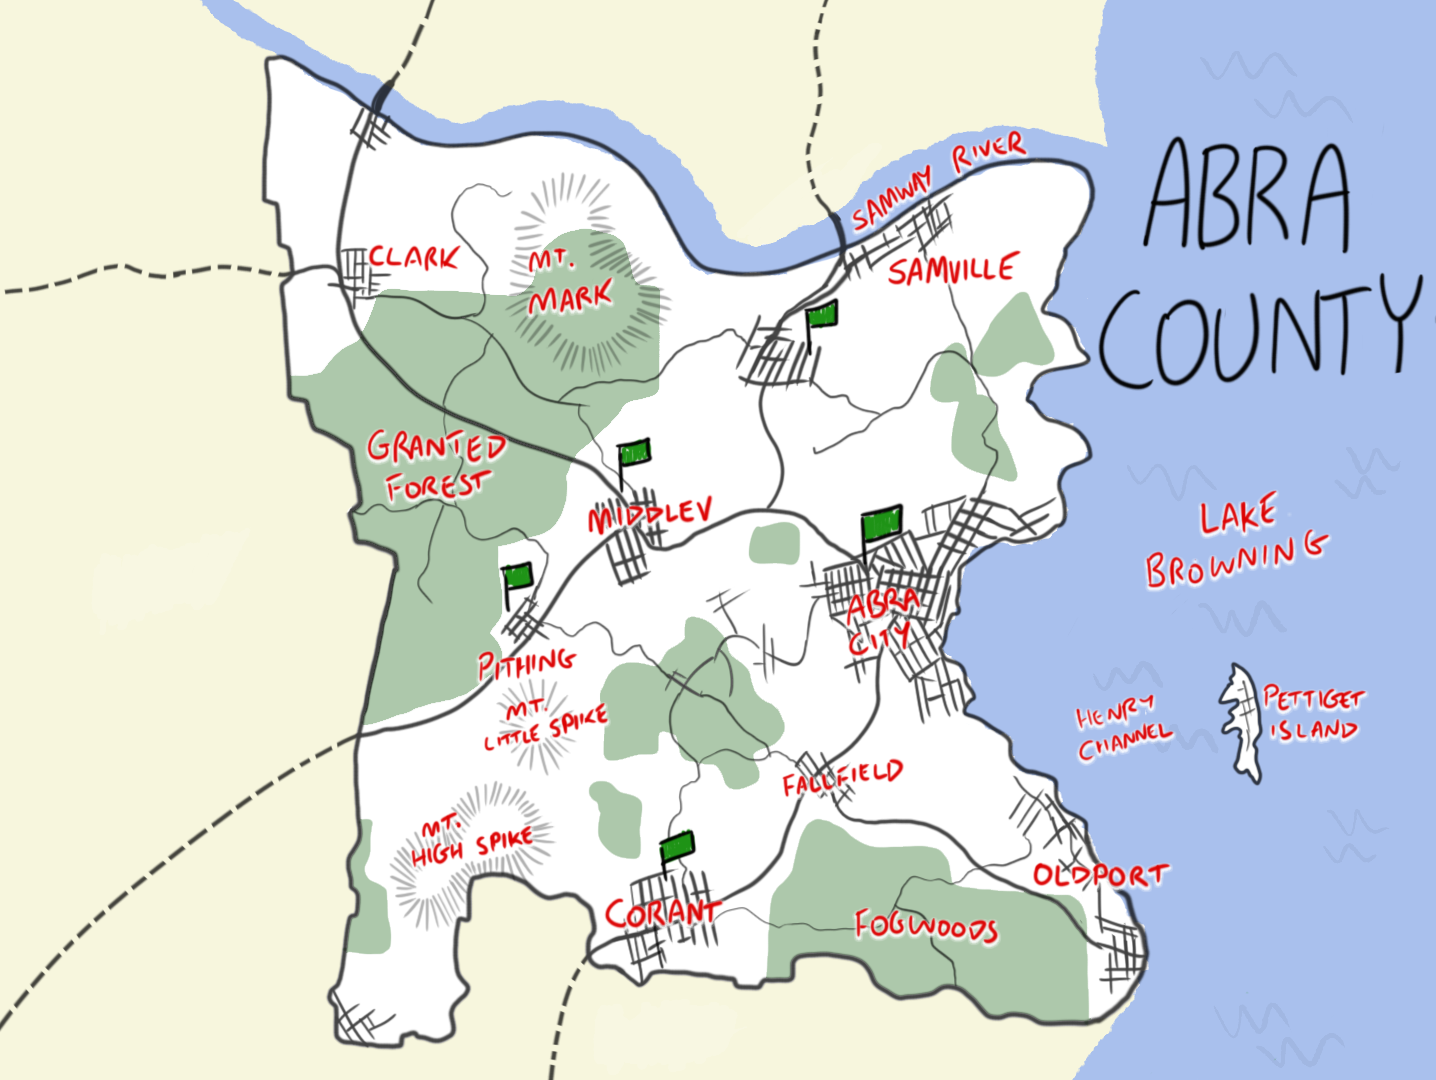 ABRA
COUNTY
SAMWAY RIVER
CLARK
MT.
MARK
SAMVILLE
GRANTED
FOREST
MIDDLEV
LAKE
BROWNING
ABRA
CITY
PITHING
MT.
LITTLE SPIKE
HENRY
CHANNEL
PETTIGET
ISLAND
FALLFIELD
MT.
HIGH SPIKE
OLDPORT
CORANT
FOGWOODS